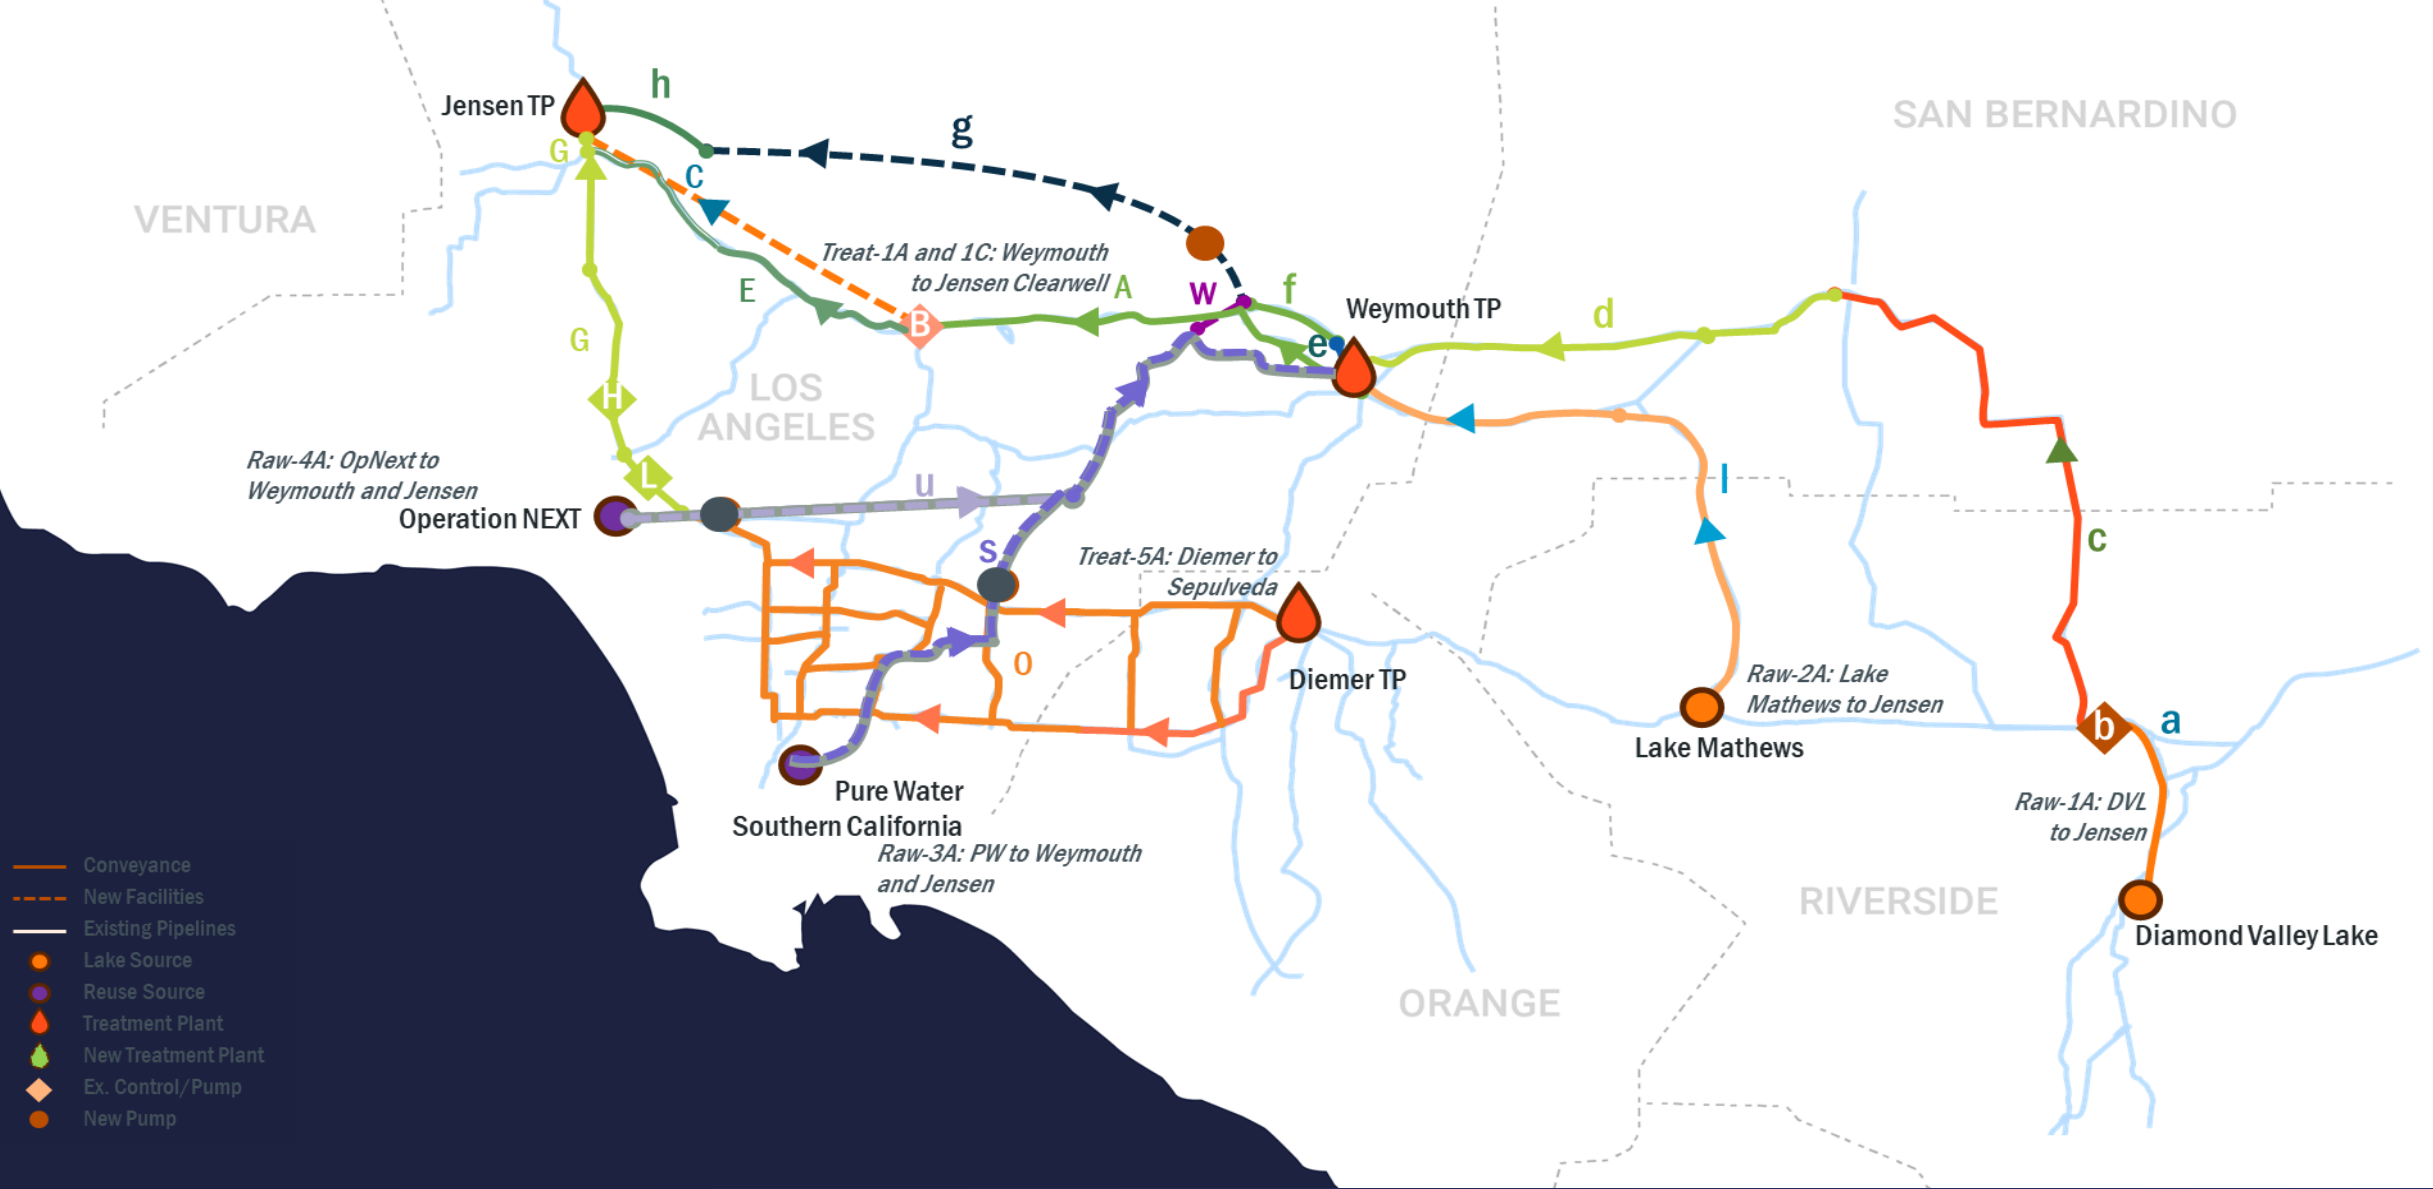 h
Jensen TP
g
SAN BERNARDINO
G
C
VENTURA
Treat-1A and 1C: Weymouth
to Jensen Clearwell
E
A
w
f
Weymouth TP
d
B
e
G
H
LOS
ANGELES
Raw-4A: OpNext to
Weymouth and Jensen
L
u
l
Operation NEXT
c
s
Treat-5A: Diemer to
Sepulveda
o
Diemer TP
Raw-2A: Lake
Mathews to Jensen
Lake Mathews
b
a
Pure Water
Southern California
Raw-3A: PW to Weymouth
and Jensen
Raw-1A: DVL
to Jensen
RIVERSIDE
Diamond Valley Lake
ORANGE
Conveyance
New Facilities
Existing Pipelines
Lake Source
Reuse Source
Treatment Plant
New Treatment Plant
Ex. Control/Pump
New Pump